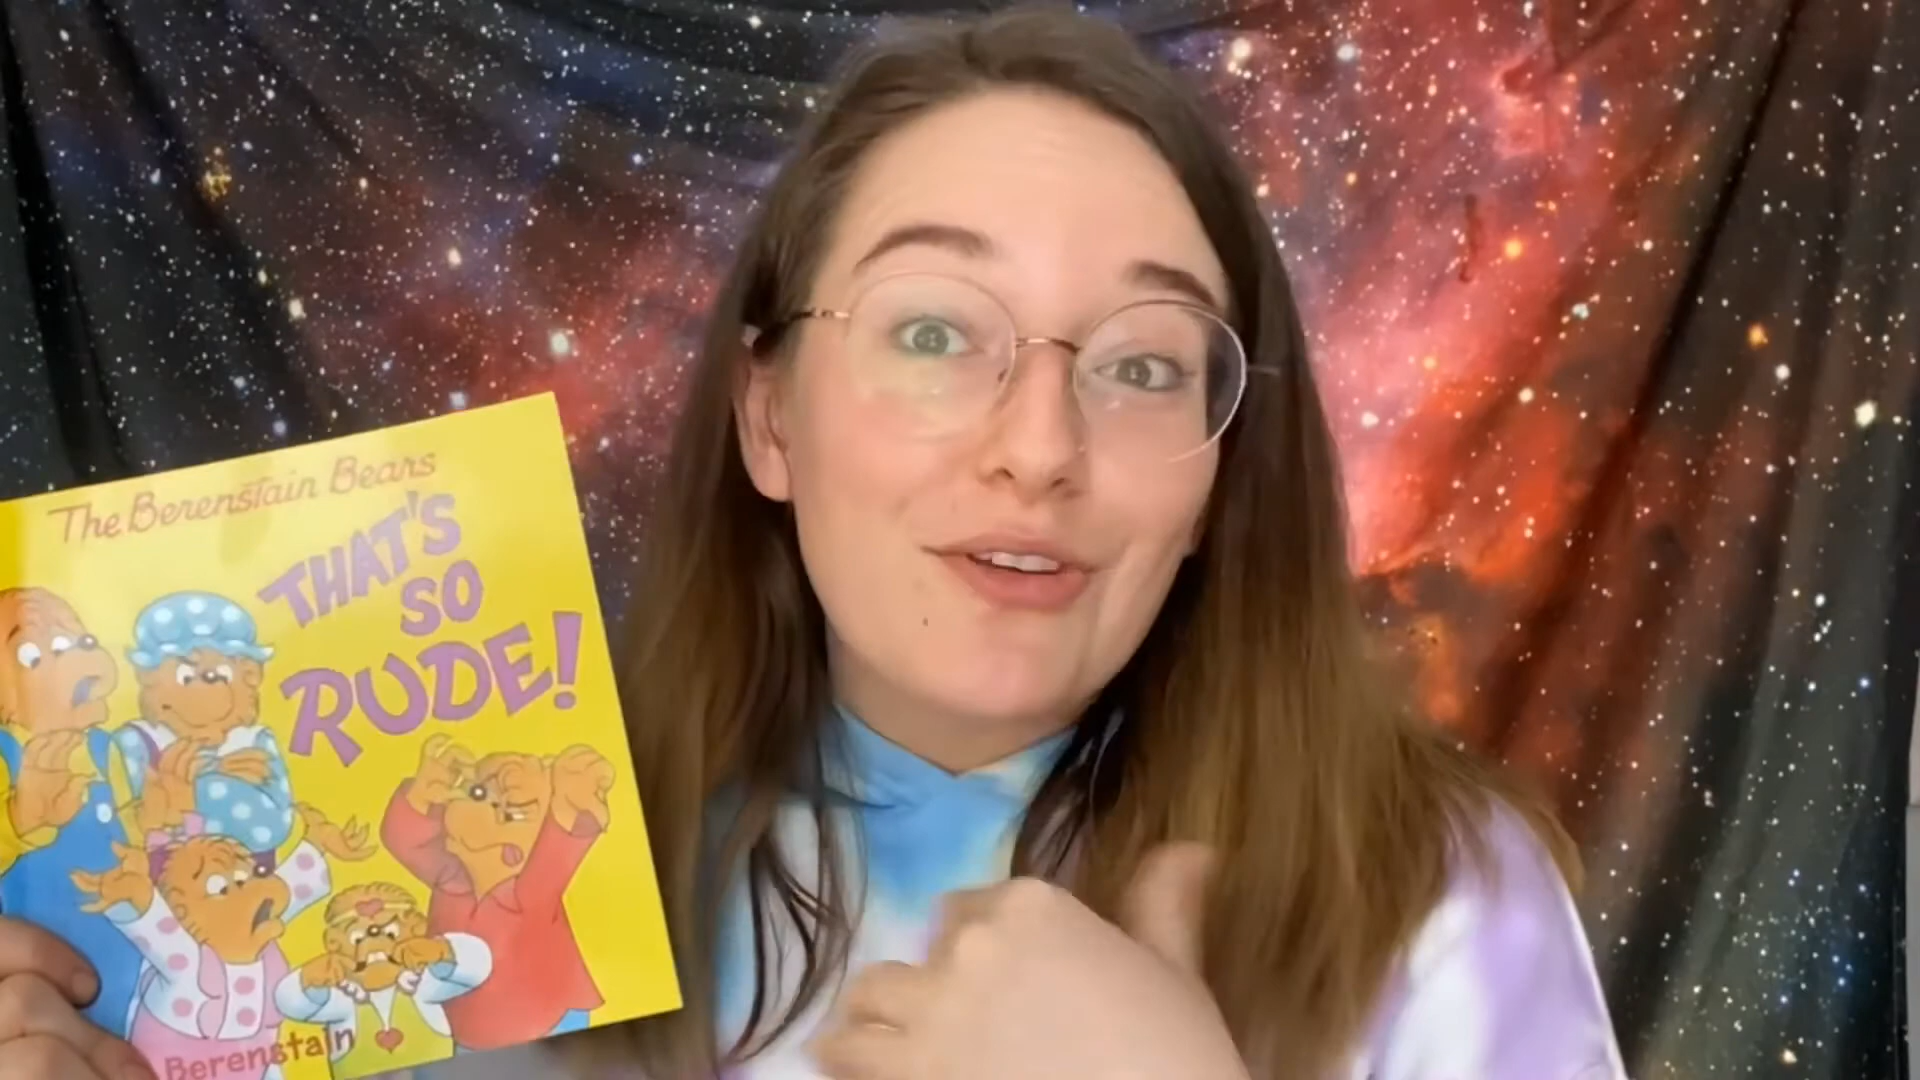 The Berenstain Bears
THAT'S
SO
RUDE!
Berenstain